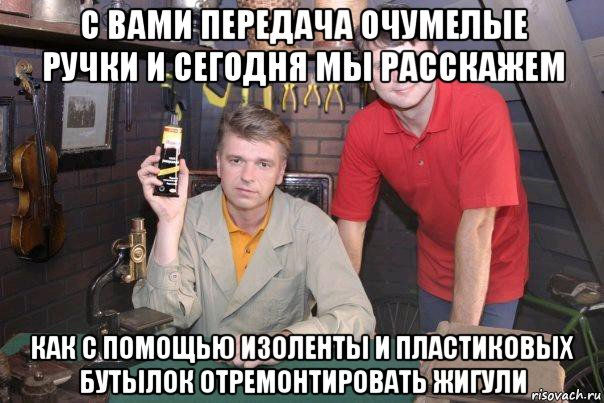 С ВАМИ ПЕРЕДАЧА ОЧУМЕЛЫЕ
РУЧКИ И СЕГОДНЯ МЫ РАССКАЖЕМ
КАК С ПОМОЩЬЮ ИЗОЛЕНТЫ И ПЛАСТИКОВЫХ
БУТЫЛОК ОТРЕМОНТИРОВАТЬ ЖИГУЛИ
risovach.ru